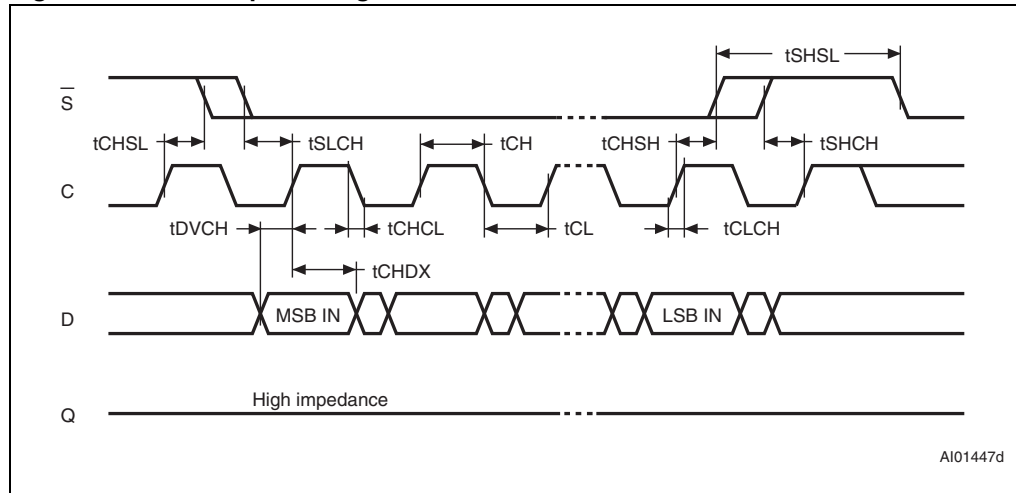 tSHSL
S
tCHSL
tSLCH
tCH
tCHSH
tSHCH
C
tDVCH
tCHCL
tCL
tCLCH
tCHDX
D
MSB IN
LSB IN
High impedance
Q
AI01447d